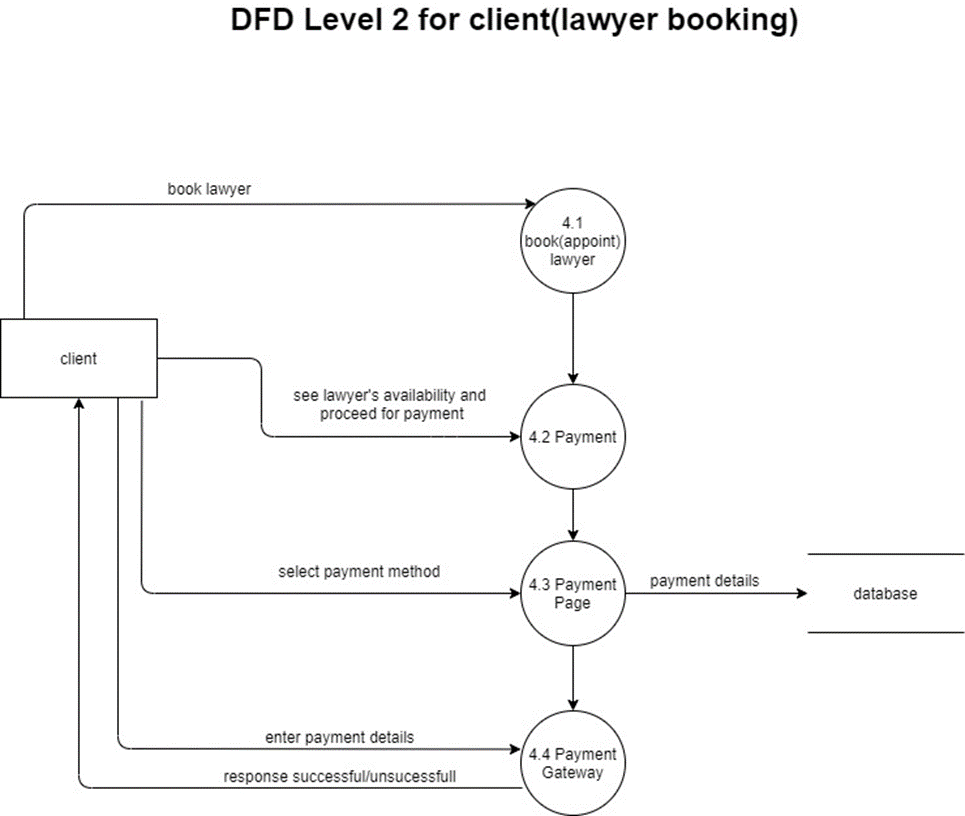 DFD Level 2 for client(lawyer booking)
book lawyer
4.1
book(appoint)
lawyer
client
see lawyer's availability and
proceed for payment
4.2 Payment
select payment method
4.3 Payment
Page
payment details
database
enter payment details
4.4 Payment
Gateway
response successful/unsucessfull